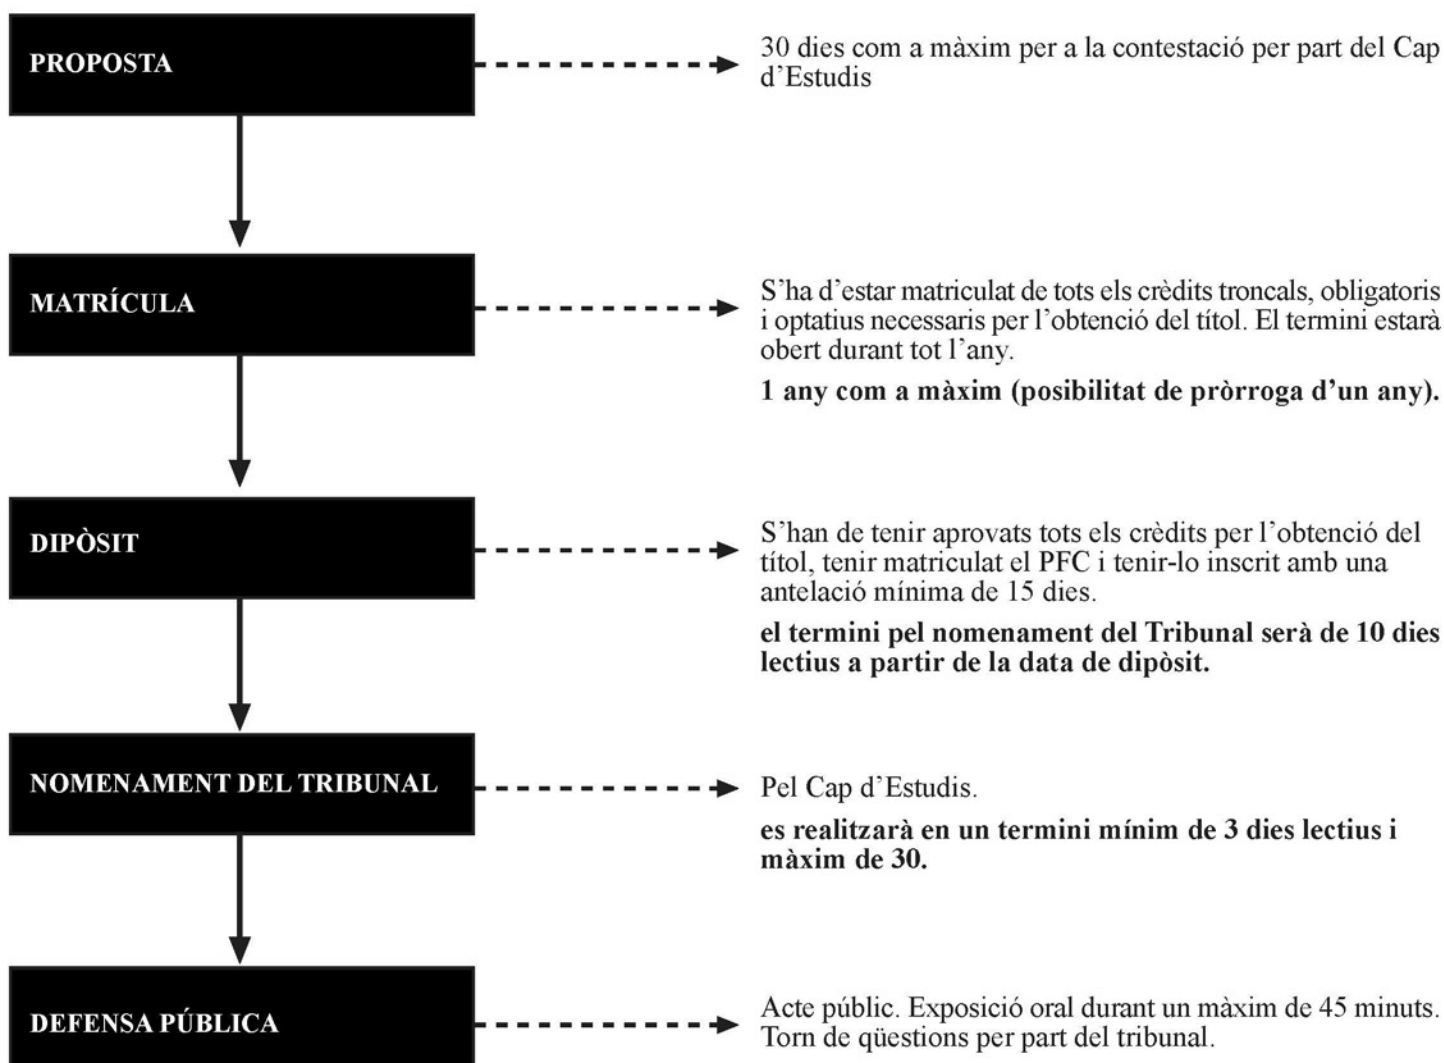 PROPOSTA
30 dies com a màxim per a la contestació per part del Cap
d’Estudis
MATRÍCULA
S’ha d’estar matriculat de tots els crèdits troncals, obligatoris
i optatius necessaris per l’obtenció del títol. El termini estarà
obert durant tot l’any.
1 any com a màxim (posibilitat de pròrroga d’un any).
DIPÒSIT
S’han de tenir aprovats tots els crèdits per l’obtenció del
títol, tenir matriculat el PFC i tenir-lo inscrit amb una
antelació mínima de 15 dies.
el termini pel nomenament del Tribunal serà de 10 dies
lectius a partir de la data de dipòsit.
NOMENAMENT DEL TRIBUNAL
Pel Cap d’Estudis.
es realitzarà en un termini mínim de 3 dies lectius i
màxim de 30.
DEFENSA PÚBLICA
Acte públic. Exposició oral durant un màxim de 45 minuts.
Torn de qüestions per part del tribunal.